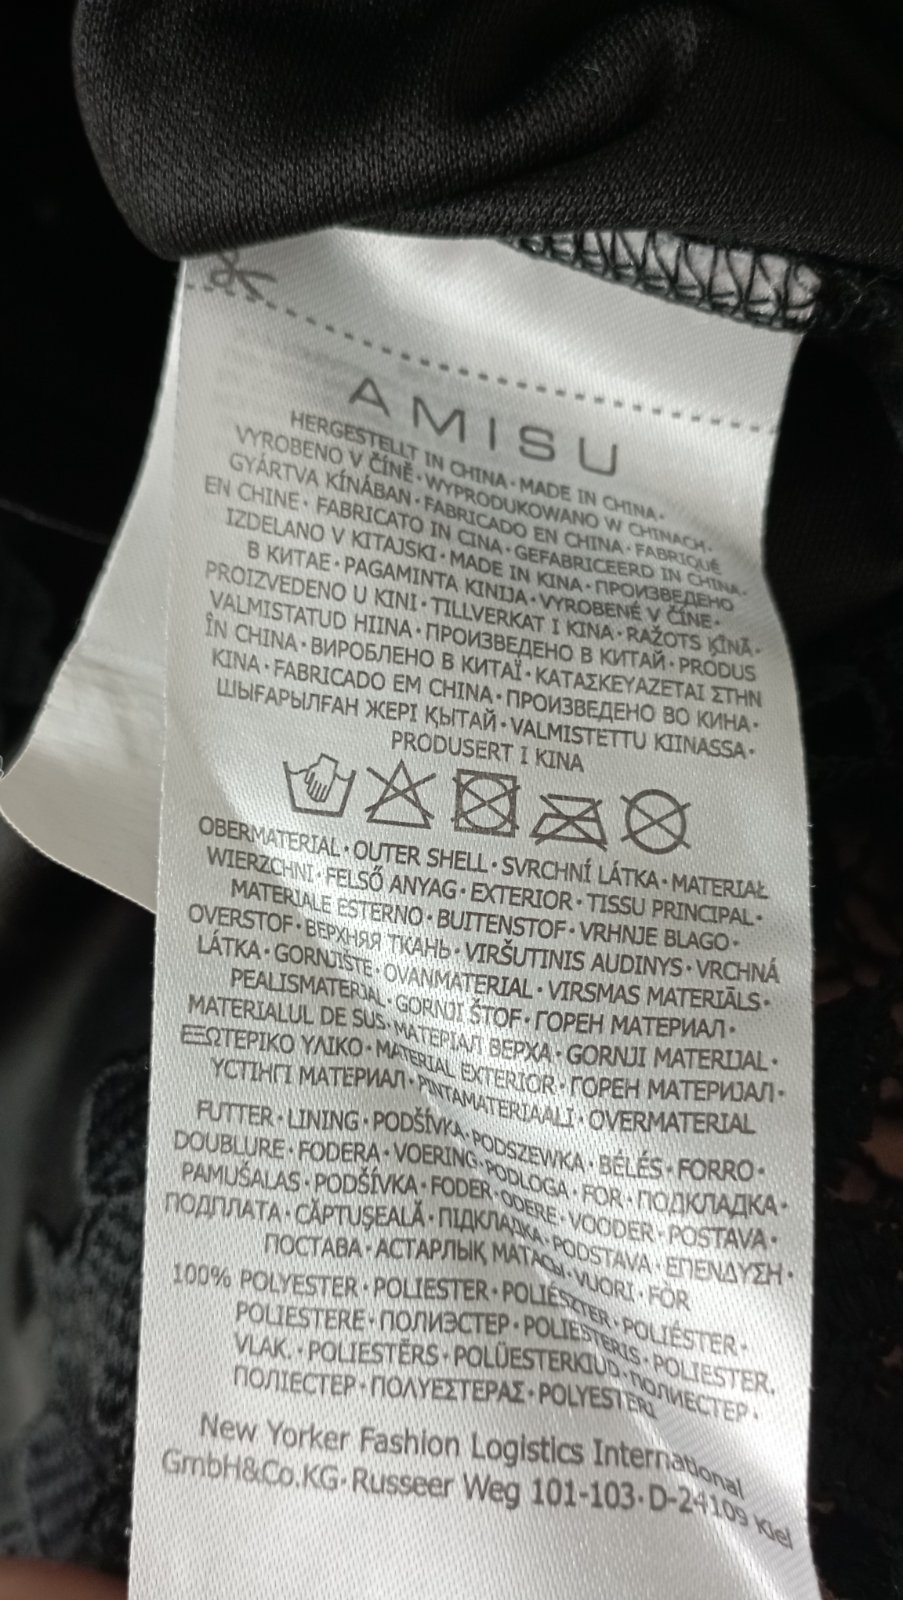 AMISU
HERGESTELLT IN CHINA · MADE IN CHINA ·
VYROBENO V ČÍNĚ · WYPRODUKOWANO W CHINACH ·
GYÁRTVA KÍNÁBAN · FABRICADO EN CHINA · FABRIQUÉ
EN CHINE · FABRICATO IN CINA · GEFABRICEERD IN CHINA ·
IZDELANO V KITAJSKI · MADE IN KINA · ПРОИЗВЕДЕНО
В КИТАЕ · PAGAMINTA KINIJA · VYROBENÉ V ČÍNE ·
PROIZVEDENO U KINI · TILLVERKAT I KINA · RAŽOTS ĶĪNĀ ·
VALMISTATUD HIINA · ПРОИЗВЕДЕНО В КИТАЙ · PRODUS
ÎN CHINA · ВИРОБЛЕНО В КИТАЇ · ΚΑΤΑΣΚΕΥΑΖΕΤΑΙ ΣΤΗΝ
ΚΙΝΑ · FABRICADO EM CHINA · ПРОИЗВЕДЕНО ВО КИНА ·
ШЫҒАРЫЛҒАН ЖЕРІ ҚЫТАЙ · VALMISTETTU KIINASSA ·
PRODUSERT I KINA
OBERMATERIAL · OUTER SHELL · SVRCHNÍ LÁTKA · MATERIAŁ
WIERZCHNI · FELSŐ ANYAG · EXTERIOR · TISSU PRINCIPAL ·
MATERIALE ESTERNO · BUITENSTOF · VRHNJE BLAGO ·
OVERSTOF · ВЕРХНЯЯ ТКАНЬ · VIRŠUTINIS AUDINYS · VRCHNÁ
LÁTKA · GORNJIŠTE · OVANMATERIAL · VIRSMAS MATERIĀLS ·
PEALISMATERJAL · GORNJI ŠTOF · ГОРЕН МАТЕРИАЛ ·
MATERIALUL DE SUS · МАТЕРІАЛ ВЕРХА · GORNJI MATERIJAL ·
ΕΞΩΤΕΡΙΚΟ ΥΛΙΚΟ · MATERIAL EXTERIOR · ГОРЕН МАТЕРИЈАЛ ·
ҮСТІҢГІ МАТЕРИАЛ · PINTAMATERIAALI · OVERMATERIAL
FUTTER · LINING · PODŠÍVKA · PODSZEWKA · BÉLÉS · FORRO ·
DOUBLURE · FODERA · VOERING · PODLOGA · FOR · ПОДКЛАДКА ·
PAMUŠALAS · PODŠÍVKA · FODER · ODERE · VOODER · POSTAVA ·
ПОДПЛАТА · CĂPTUŞEALĂ · ПІДКЛАДКА · PODSTAVA · ΕΠΕΝΔΥΣΗ ·
ПОСТАВА · АСТАРЛЫҚ МАТАСЫ · VUORI · FÔR
100% POLYESTER · POLIESTER · POLIÉSZTER · POLIÉSTER ·
POLIESTERE · ПОЛИЭСТЕР · POLIESTERIS · POLIESTER.
VLAK. · POLIESTĒRS · POLÜESTERKIUD · ПОЛИЕСТЕР ·
ПОЛІЕСТЕР · ΠΟΛΥΕΣΤΕΡΑΣ · POLYESTERI
New Yorker Fashion Logistics International
GmbH&Co.KG · Russeer Weg 101-103 · D-24109 Kiel